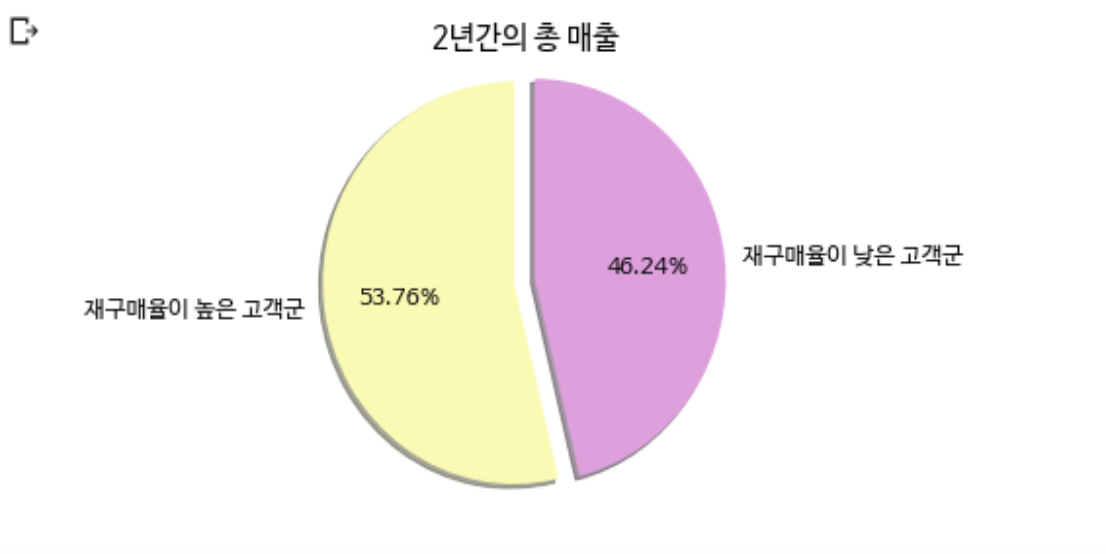 2년간의 총 매출
46.24%
재구매율이 낮은 고객군
53.76%
재구매율이 높은 고객군